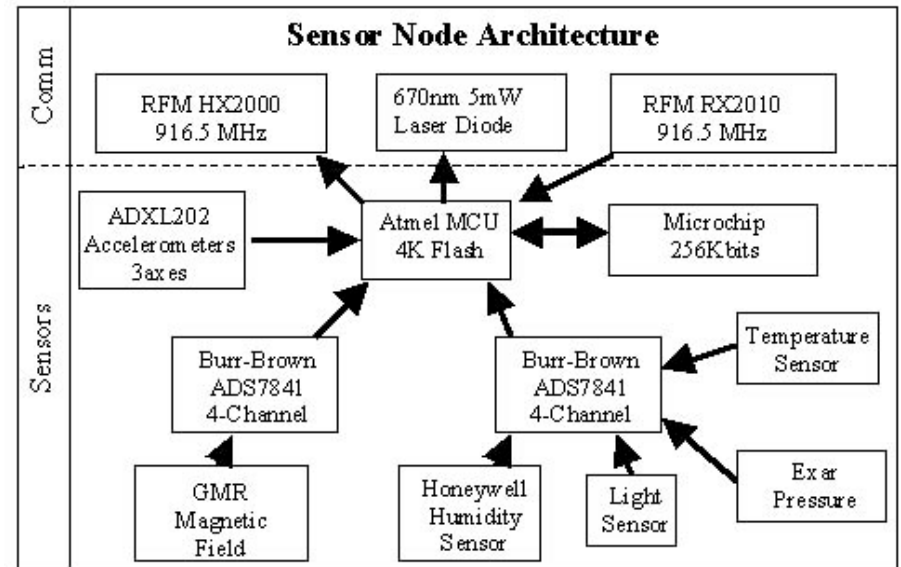 Sensor Node Architecture
Comm
RFM HX2000
916.5 MHz
670nm 5mW
Laser Diode
RFM RX2010
916.5 MHz
Sensors
ADXL202
Accelerometers
3axes
Atmel MCU
4K Flash
Microchip
256Kbits
Burr-Brown
ADS7841
4-Channel
Burr-Brown
ADS7841
4-Channel
Temperature
Sensor
GMR
Magnetic
Field
Honeywell
Humidity
Sensor
Light
Sensor
Exar
Pressure